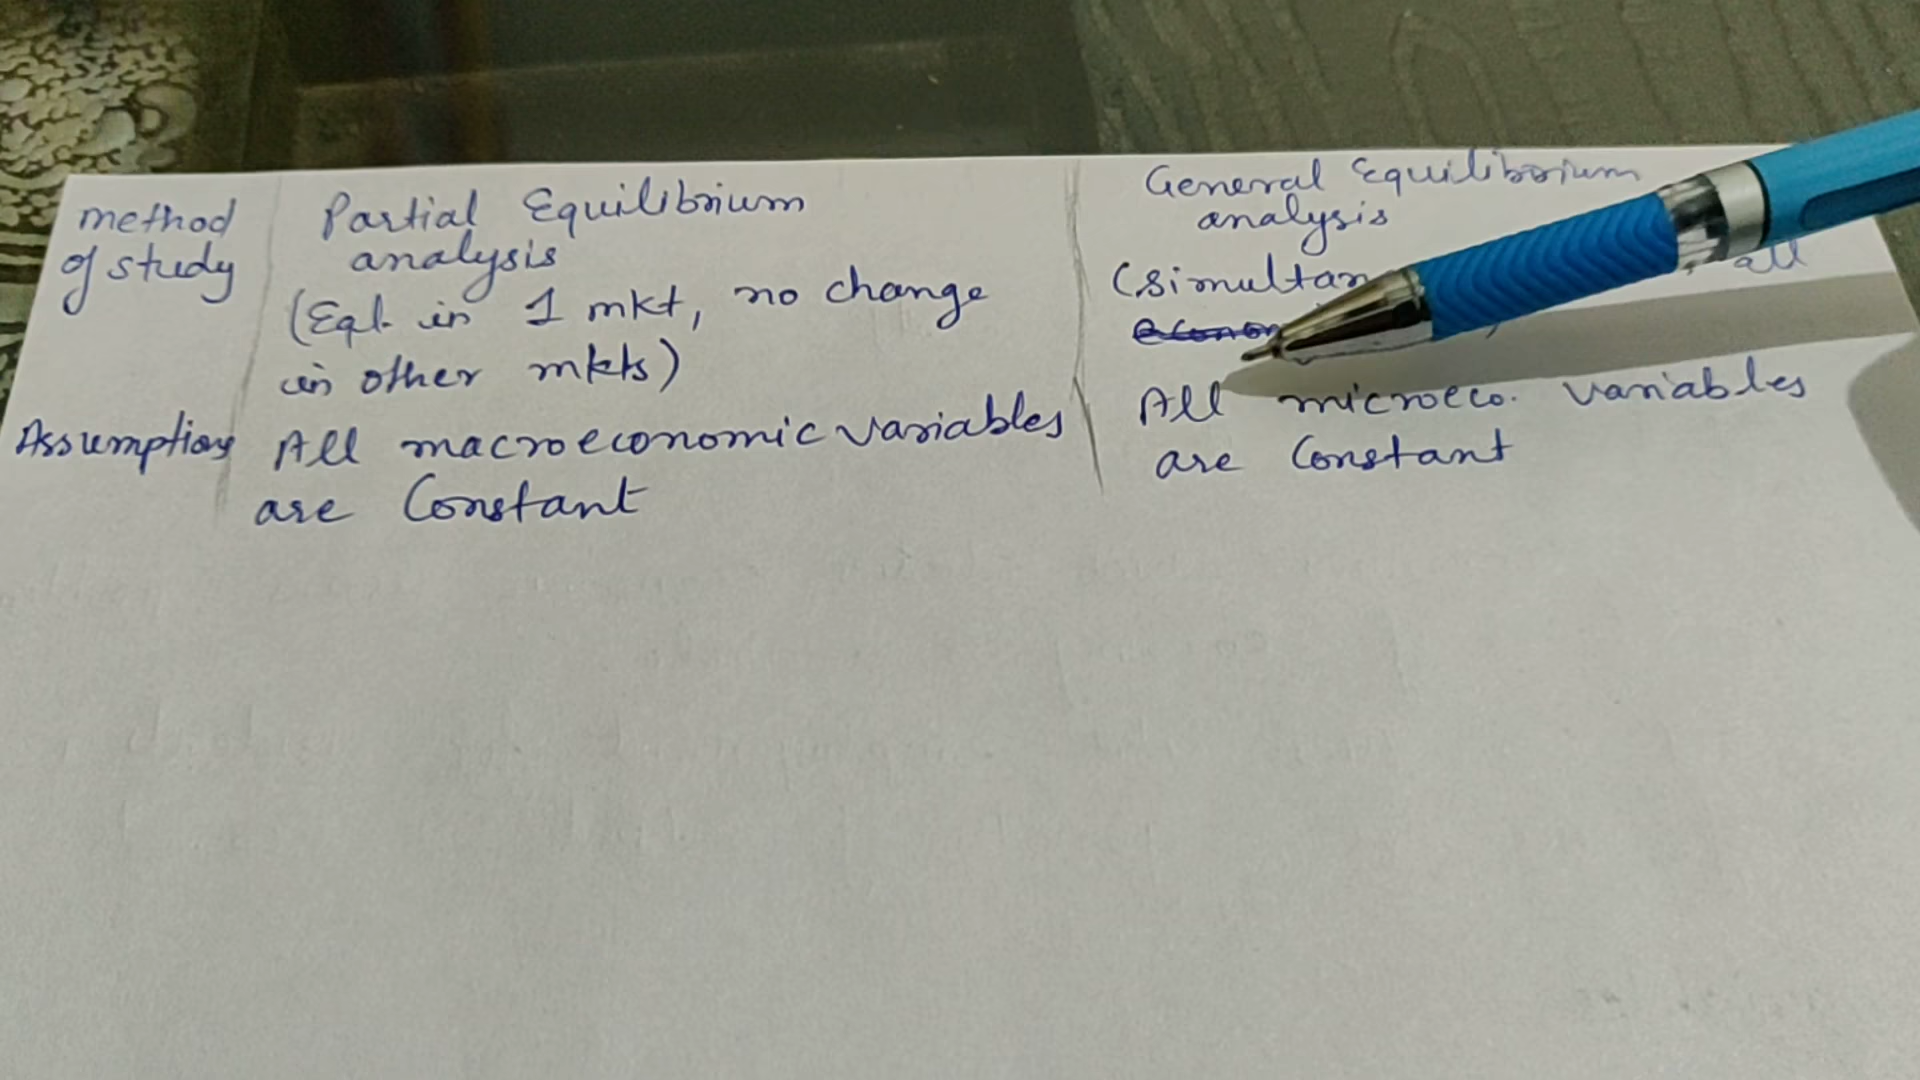 method
of study
Partial Equilibrium
analysis
(Eql. in 1 mkt, no change
in other mkts)
General Equilibrium
analysis
(simultan all
Assumptions
All macroeconomic variables
are Constant
All microeco. variables
are Constant